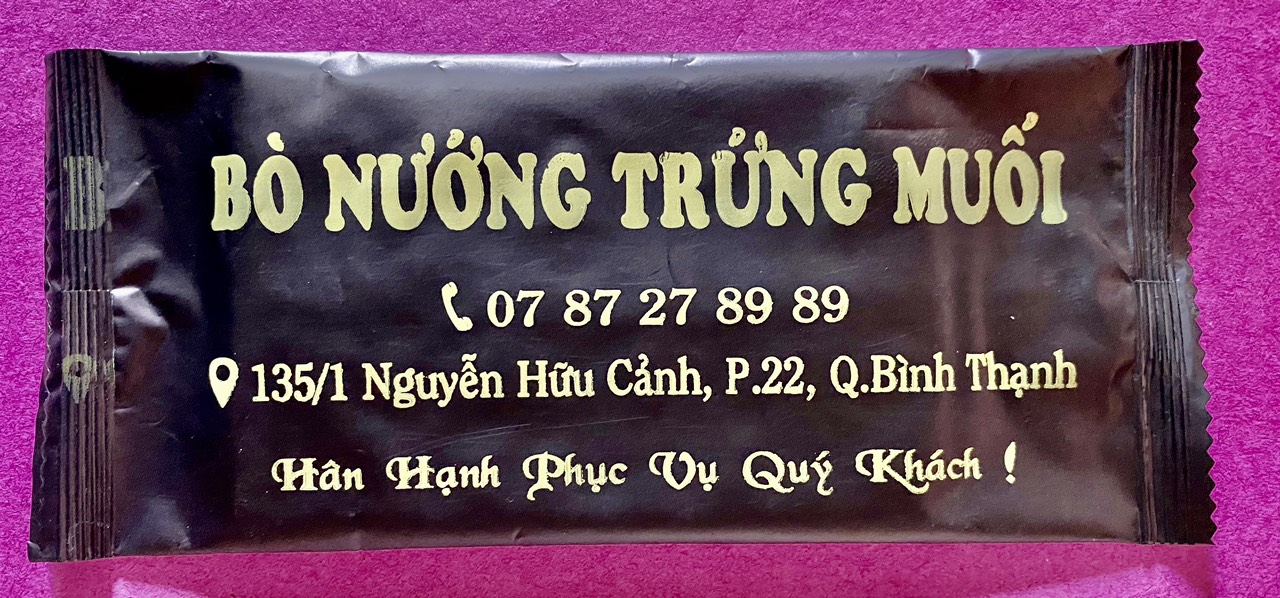 BÒ NƯỚNG TRỨNG MUỐI
07 87 27 89 89
135/1 Nguyễn Hữu Cảnh, P.22, Q.Bình Thạnh
Hân Hạnh Phục Vụ Quý Khách !